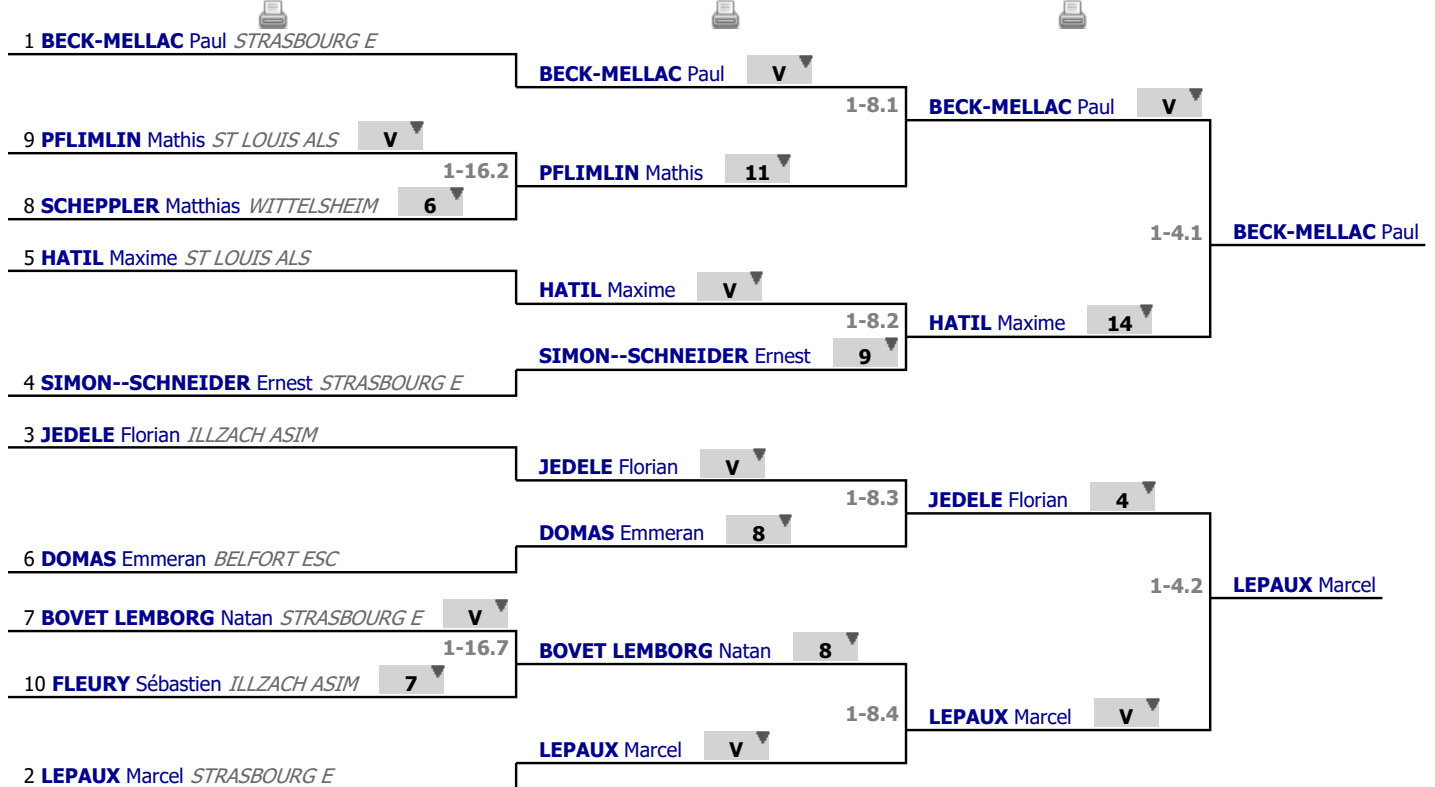 1 BECK-MELLAC Paul STRASBOURG E
9 PFLIMLIN Mathis ST LOUIS ALS V
1-16.2
8 SCHEPPLER Matthias WITTELSHEIM 6
5 HATIL Maxime ST LOUIS ALS
4 SIMON--SCHNEIDER Ernest STRASBOURG E
3 JEDELE Florian ILLZACH ASIM
6 DOMAS Emmeran BELFORT ESC
7 BOVET LEMBORG Natan STRASBOURG E V
1-16.7
10 FLEURY Sébastien ILLZACH ASIM 7
2 LEPAUX Marcel STRASBOURG E
BECK-MELLAC Paul V
1-8.1
PFLIMLIN Mathis 11
HATIL Maxime V
1-8.2
SIMON--SCHNEIDER Ernest 9
JEDELE Florian V
1-8.3
DOMAS Emmeran 8
BOVET LEMBORG Natan 8
1-8.4
LEPAUX Marcel V
BECK-MELLAC Paul V
1-4.1
HATIL Maxime 14
JEDELE Florian 4
1-4.2
LEPAUX Marcel V
BECK-MELLAC Paul
LEPAUX Marcel